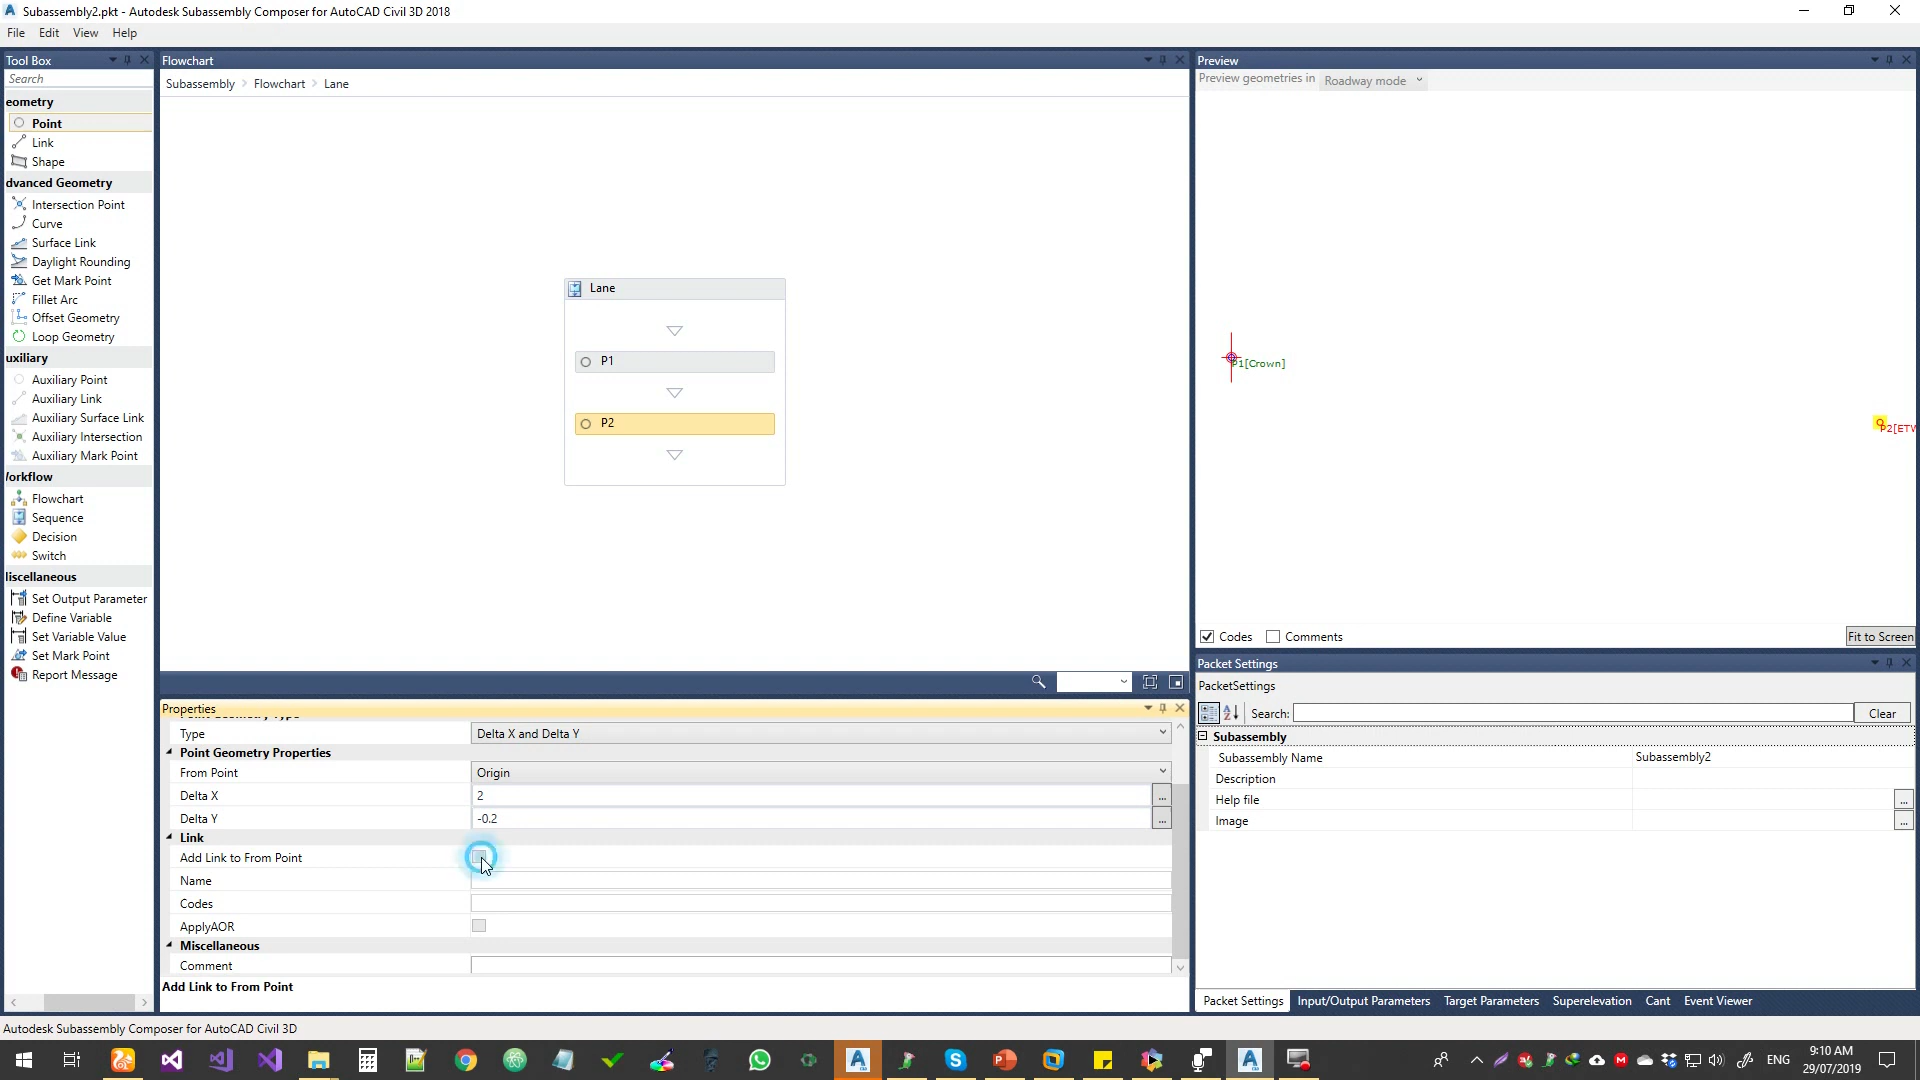 Subassembly2.pkt - Autodesk Subassembly Composer for AutoCAD Civil 3D 2018
File Edit View Help
Tool Box
Search
eometry
Point
Link
Shape
dvanced Geometry
Intersection Point
Curve
Surface Link
Daylight Rounding
Get Mark Point
Fillet Arc
Offset Geometry
Loop Geometry
uxiliary
Auxiliary Point
Auxiliary Link
Auxiliary Surface Link
Auxiliary Intersection
Auxiliary Mark Point
/orkflow
Flowchart
Sequence
Decision
Switch
liscellaneous
Set Output Parameter
Define Variable
Set Variable Value
Set Mark Point
Report Message
Flowchart
Subassembly > Flowchart > Lane
Lane
P1
P2
Properties
Point Geometry Type
Type Delta X and Delta Y
Point Geometry Properties
From Point Origin
Delta X 2 ...
Delta Y -0.2 ...
Link
Add Link to From Point
Name
Codes
ApplyAOR
Miscellaneous
Comment
Add Link to From Point
Preview
Preview geometries in Roadway mode
P1[Crown]
P2[ETW
Codes Comments Fit to Screen
Packet Settings
PacketSettings
Search: Clear
Subassembly
Subassembly Name Subassembly2
Description
Help file ...
Image ...
Packet Settings Input/Output Parameters Target Parameters Superelevation Cant Event Viewer
Autodesk Subassembly Composer for AutoCAD Civil 3D
ENG
9:10 AM
29/07/2019